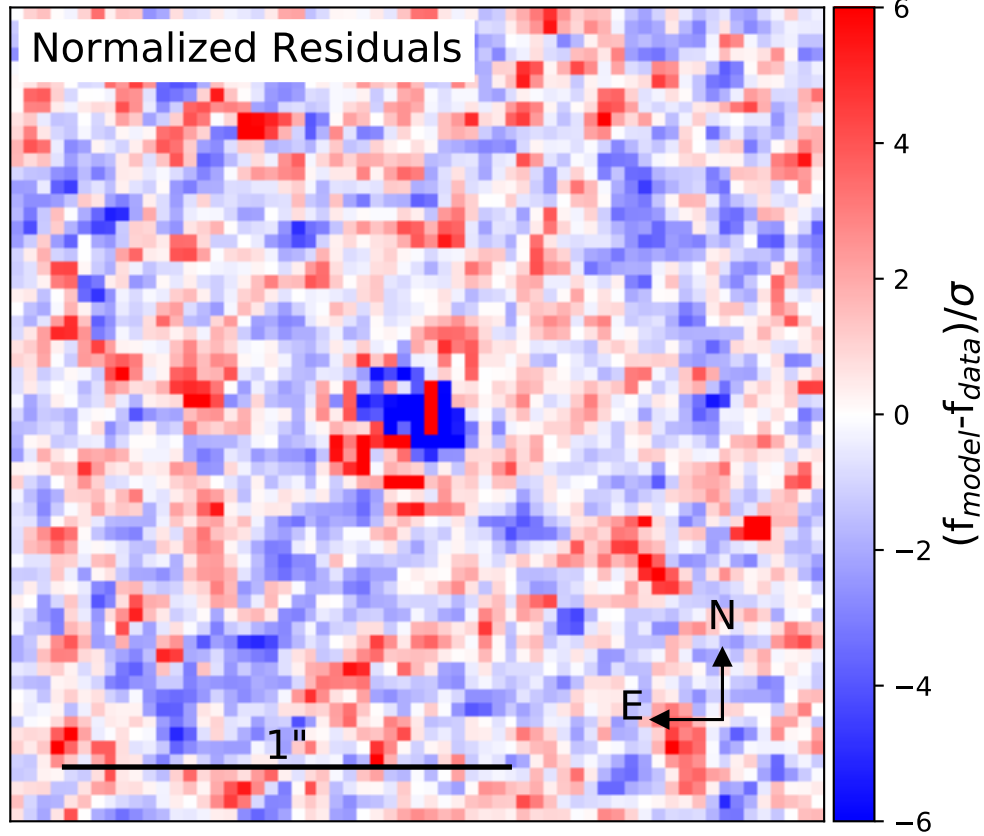 Normalized Residuals
6
4
2
0
−2
−4
−6
(f_model-f_data)/σ
N
E
1"